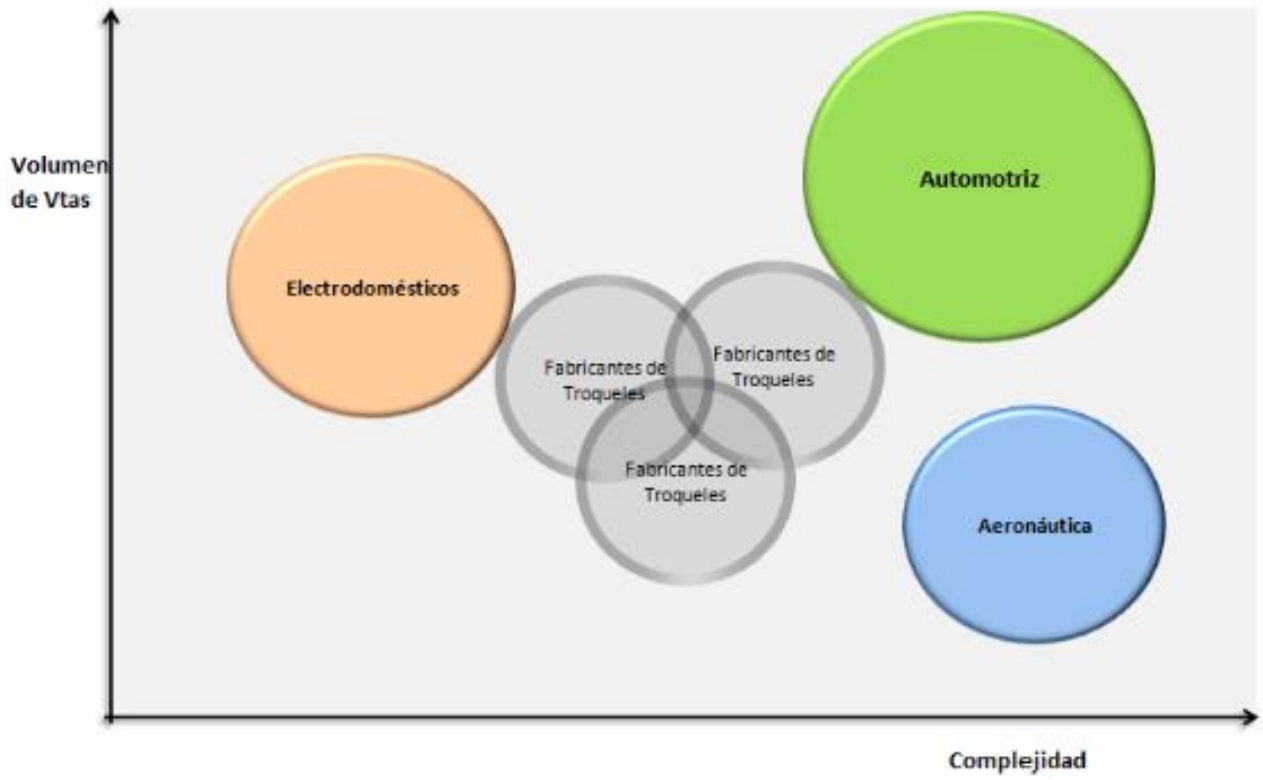 Volumen
de Vtas
Automotriz
Electrodomésticos
Fabricantes de
Troqueles
Fabricantes de
Troqueles
Fabricantes de
Troqueles
Aeronáutica
Complejidad